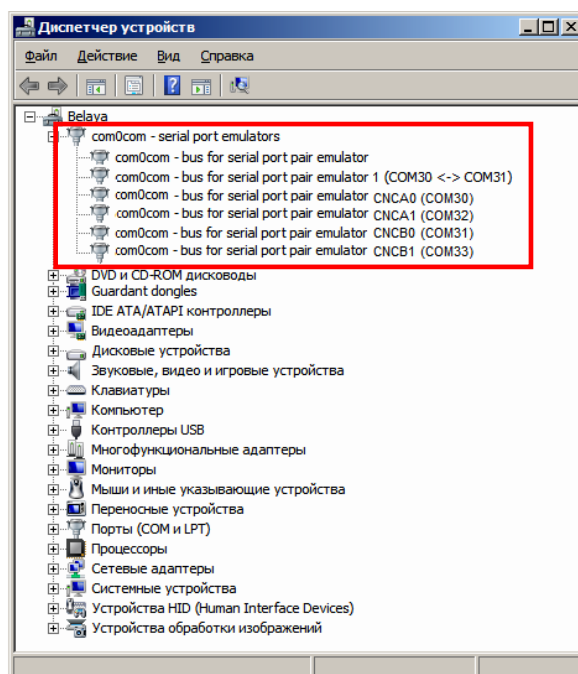 Диспетчер устройств
Файл Действие Вид Справка
Belaya
com0com - serial port emulators
com0com - bus for serial port pair emulator
com0com - bus for serial port pair emulator 1 (COM30 <-> COM31)
com0com - bus for serial port pair emulator CNCA0 (COM30)
com0com - bus for serial port pair emulator CNCA1 (COM32)
com0com - bus for serial port pair emulator CNCB0 (COM31)
com0com - bus for serial port pair emulator CNCB1 (COM33)
DVD и CD-ROM дисководы
Guardant dongles
IDE ATA/ATAPI контроллеры
Видеоадаптеры
Дисковые устройства
Звуковые, видео и игровые устройства
Клавиатуры
Компьютер
Контроллеры USB
Многофункциональные адаптеры
Мониторы
Мыши и иные указывающие устройства
Переносные устройства
Порты (COM и LPT)
Процессоры
Сетевые адаптеры
Системные устройства
Устройства HID (Human Interface Devices)
Устройства обработки изображений